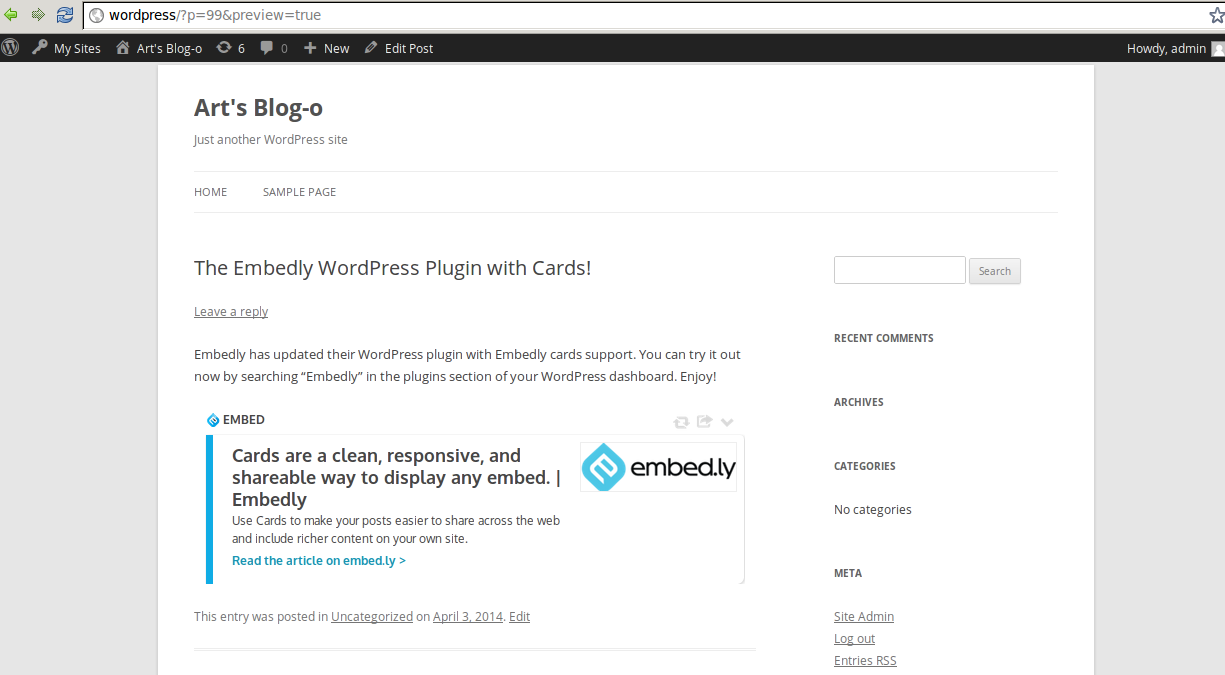 wordpress/?p=99&preview=true
My Sites Art's Blog-o 6 0 New Edit Post Howdy, admin
Art's Blog-o
Just another WordPress site
HOME SAMPLE PAGE
The Embedly WordPress Plugin with Cards!
Leave a reply
Embedly has updated their WordPress plugin with Embedly cards support. You can try it out
now by searching “Embedly” in the plugins section of your WordPress dashboard. Enjoy!
EMBED
Cards are a clean, responsive, and
shareable way to display any embed. |
Embedly
embed.ly
Use Cards to make your posts easier to share across the web
and include richer content on your own site.
Read the article on embed.ly >
This entry was posted in Uncategorized on April 3, 2014. Edit
Search
RECENT COMMENTS
ARCHIVES
CATEGORIES
No categories
META
Site Admin
Log out
Entries RSS